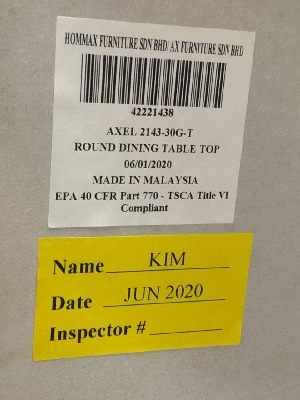 HOMMAX FURNITURE SDN BHD/ AX FURNITURE SDN BHD
42221438
AXEL 2143-30G-T
ROUND DINING TABLE TOP
06/01/2020
MADE IN MALAYSIA
EPA 40 CFR Part 770 - TSCA Title VI
Compliant
Name KIM
Date JUN 2020
Inspector #